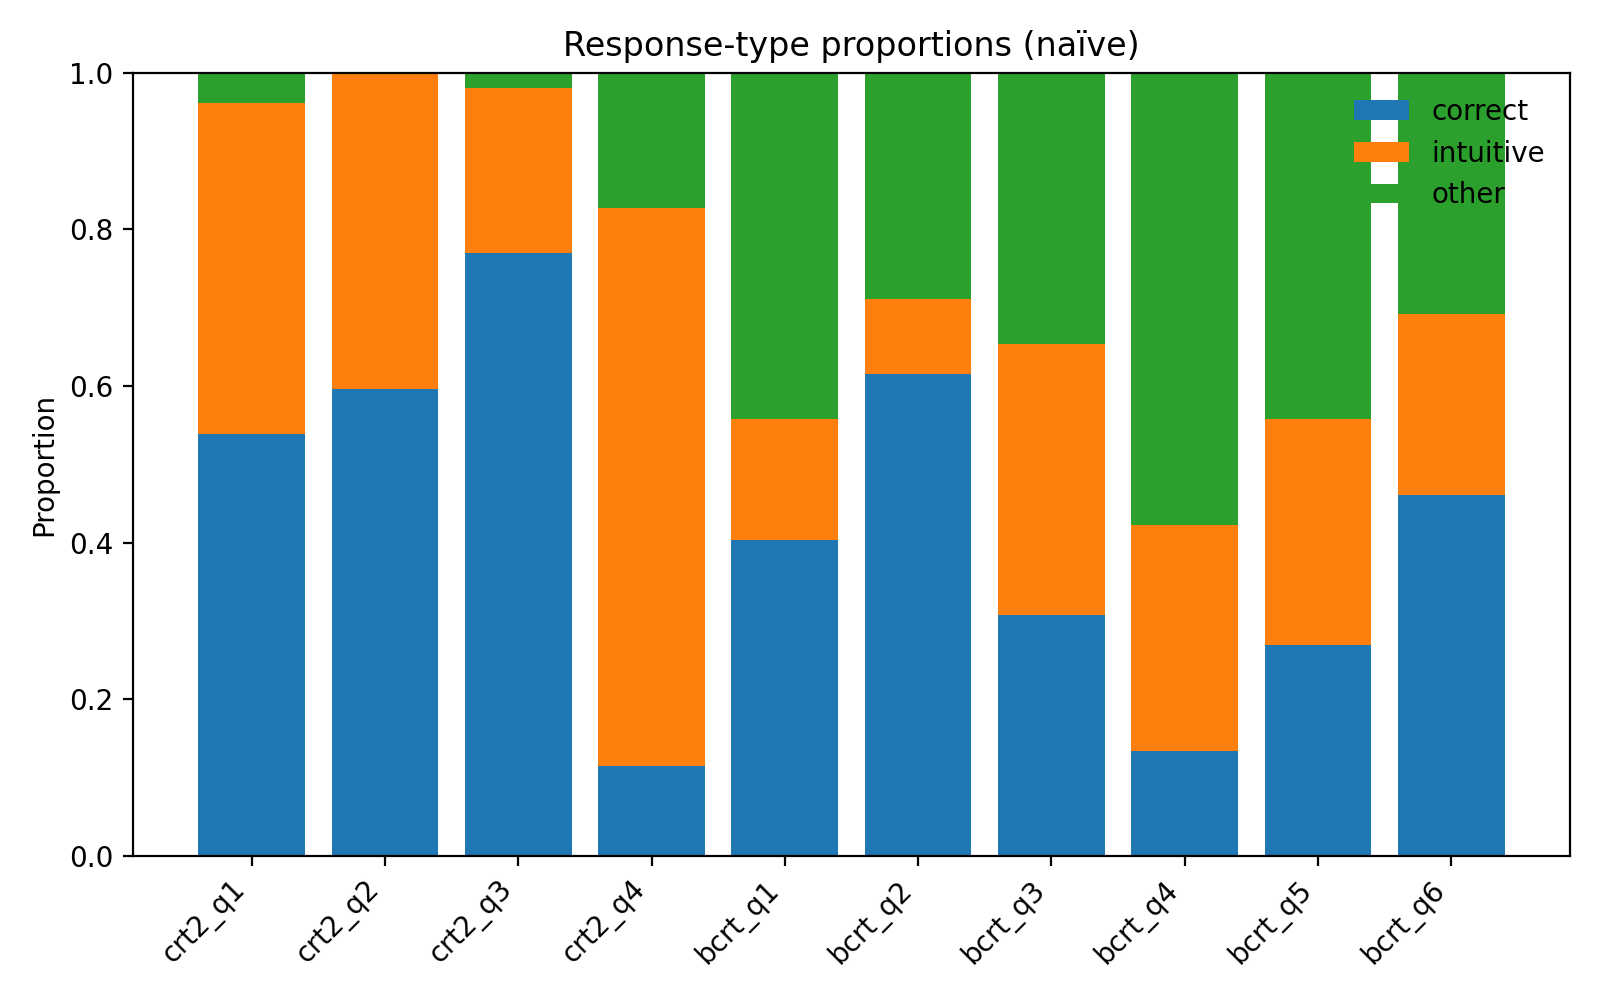 Response-type proportions (naïve)
1.0
0.8
0.6
0.4
0.2
0.0
Proportion
correct
intuitive
other
crt2_q1
crt2_q2
crt2_q3
crt2_q4
bcrt_q1
bcrt_q2
bcrt_q3
bcrt_q4
bcrt_q5
bcrt_q6